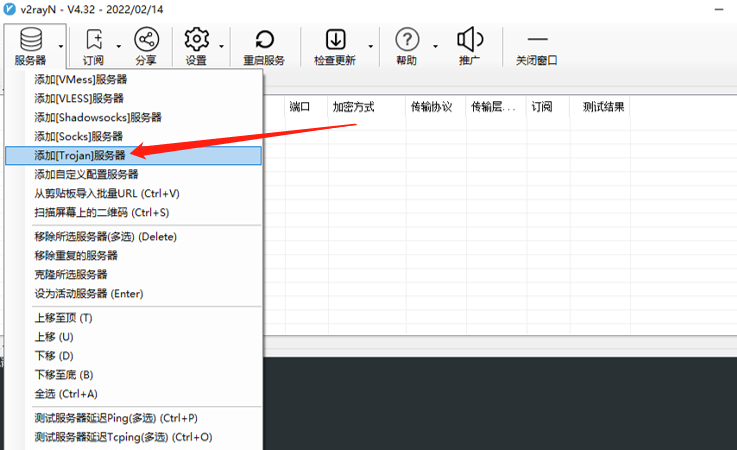 v2rayN - V4.32 - 2022/02/14
服务器 订阅 分享 设置 重启服务 检查更新 帮助 推广 关闭窗口
端口 加密方式 传输协议 传输层... 订阅 测试结果
添加[VMess]服务器
添加[VLESS]服务器
添加[Shadowsocks]服务器
添加[Socks]服务器
添加[Trojan]服务器
添加自定义配置服务器
从剪贴板导入批量URL (Ctrl+V)
扫描屏幕上的二维码 (Ctrl+S)
移除所选服务器(多选) (Delete)
移除重复的服务器
克隆所选服务器
设为活动服务器 (Enter)
上移至顶 (T)
上移 (U)
下移 (D)
下移至底 (B)
全选 (Ctrl+A)
测试服务器延迟Ping(多选) (Ctrl+P)
测试服务器延迟Tcping(多选) (Ctrl+O)